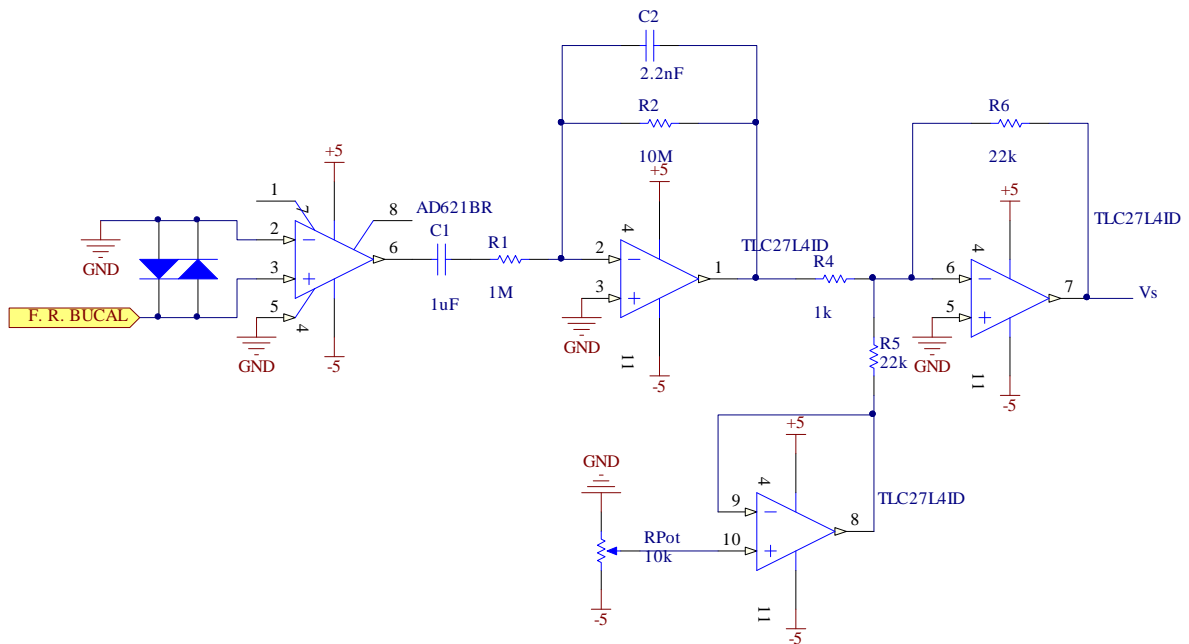 C2
2.2nF
R2
10M
R6
22k
+5
1
7
8
AD621BR
2
3
6
C1
1uF
R1
1M
GND
F. R. BUCAL
5
4
GND
-5
+5
4
2
3
1
TLC27L4ID
GND
11
-5
R4
1k
R5
22k
+5
4
6
5
7
TLC27L4ID
Vs
GND
11
-5
GND
RPot
10k
-5
+5
4
9
10
8
TLC27L4ID
11
-5